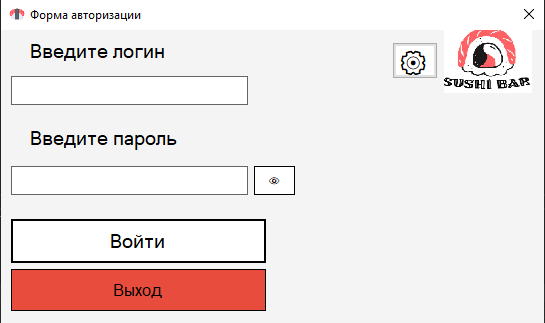 Форма авторизации
Введите логин
SUSHI BAR
Введите пароль
Войти
Выход